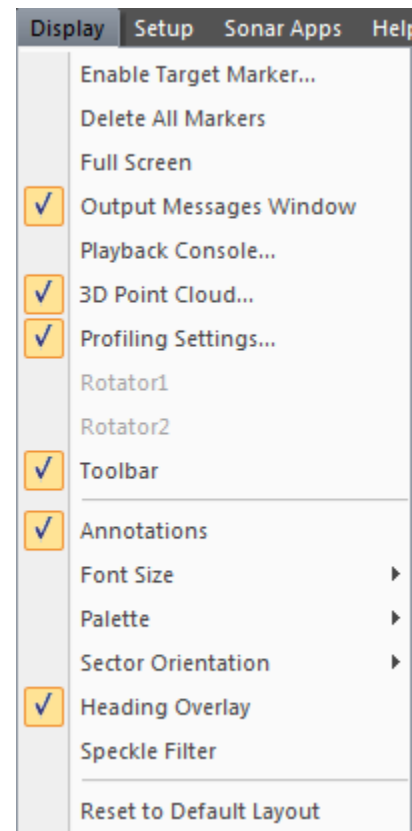 Display Setup Sonar Apps Help
Enable Target Marker...
Delete All Markers
Full Screen
Output Messages Window
Playback Console...
3D Point Cloud...
Profiling Settings...
Rotator1
Rotator2
Toolbar
Annotations
Font Size
Palette
Sector Orientation
Heading Overlay
Speckle Filter
Reset to Default Layout